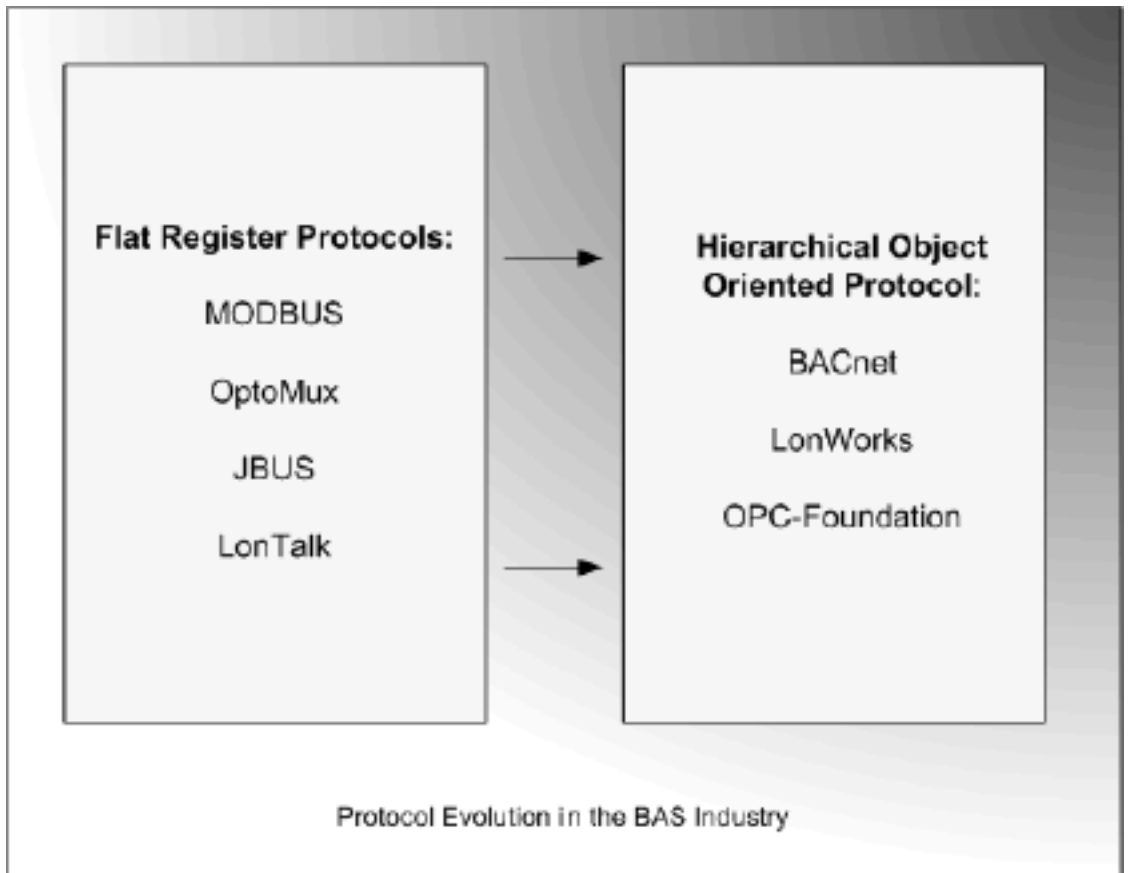 Flat Register Protocols:
MODBUS
OptoMux
JBUS
LonTalk
Hierarchical Object
Oriented Protocol:
BACnet
LonWorks
OPC-Foundation
Protocol Evolution in the BAS Industry